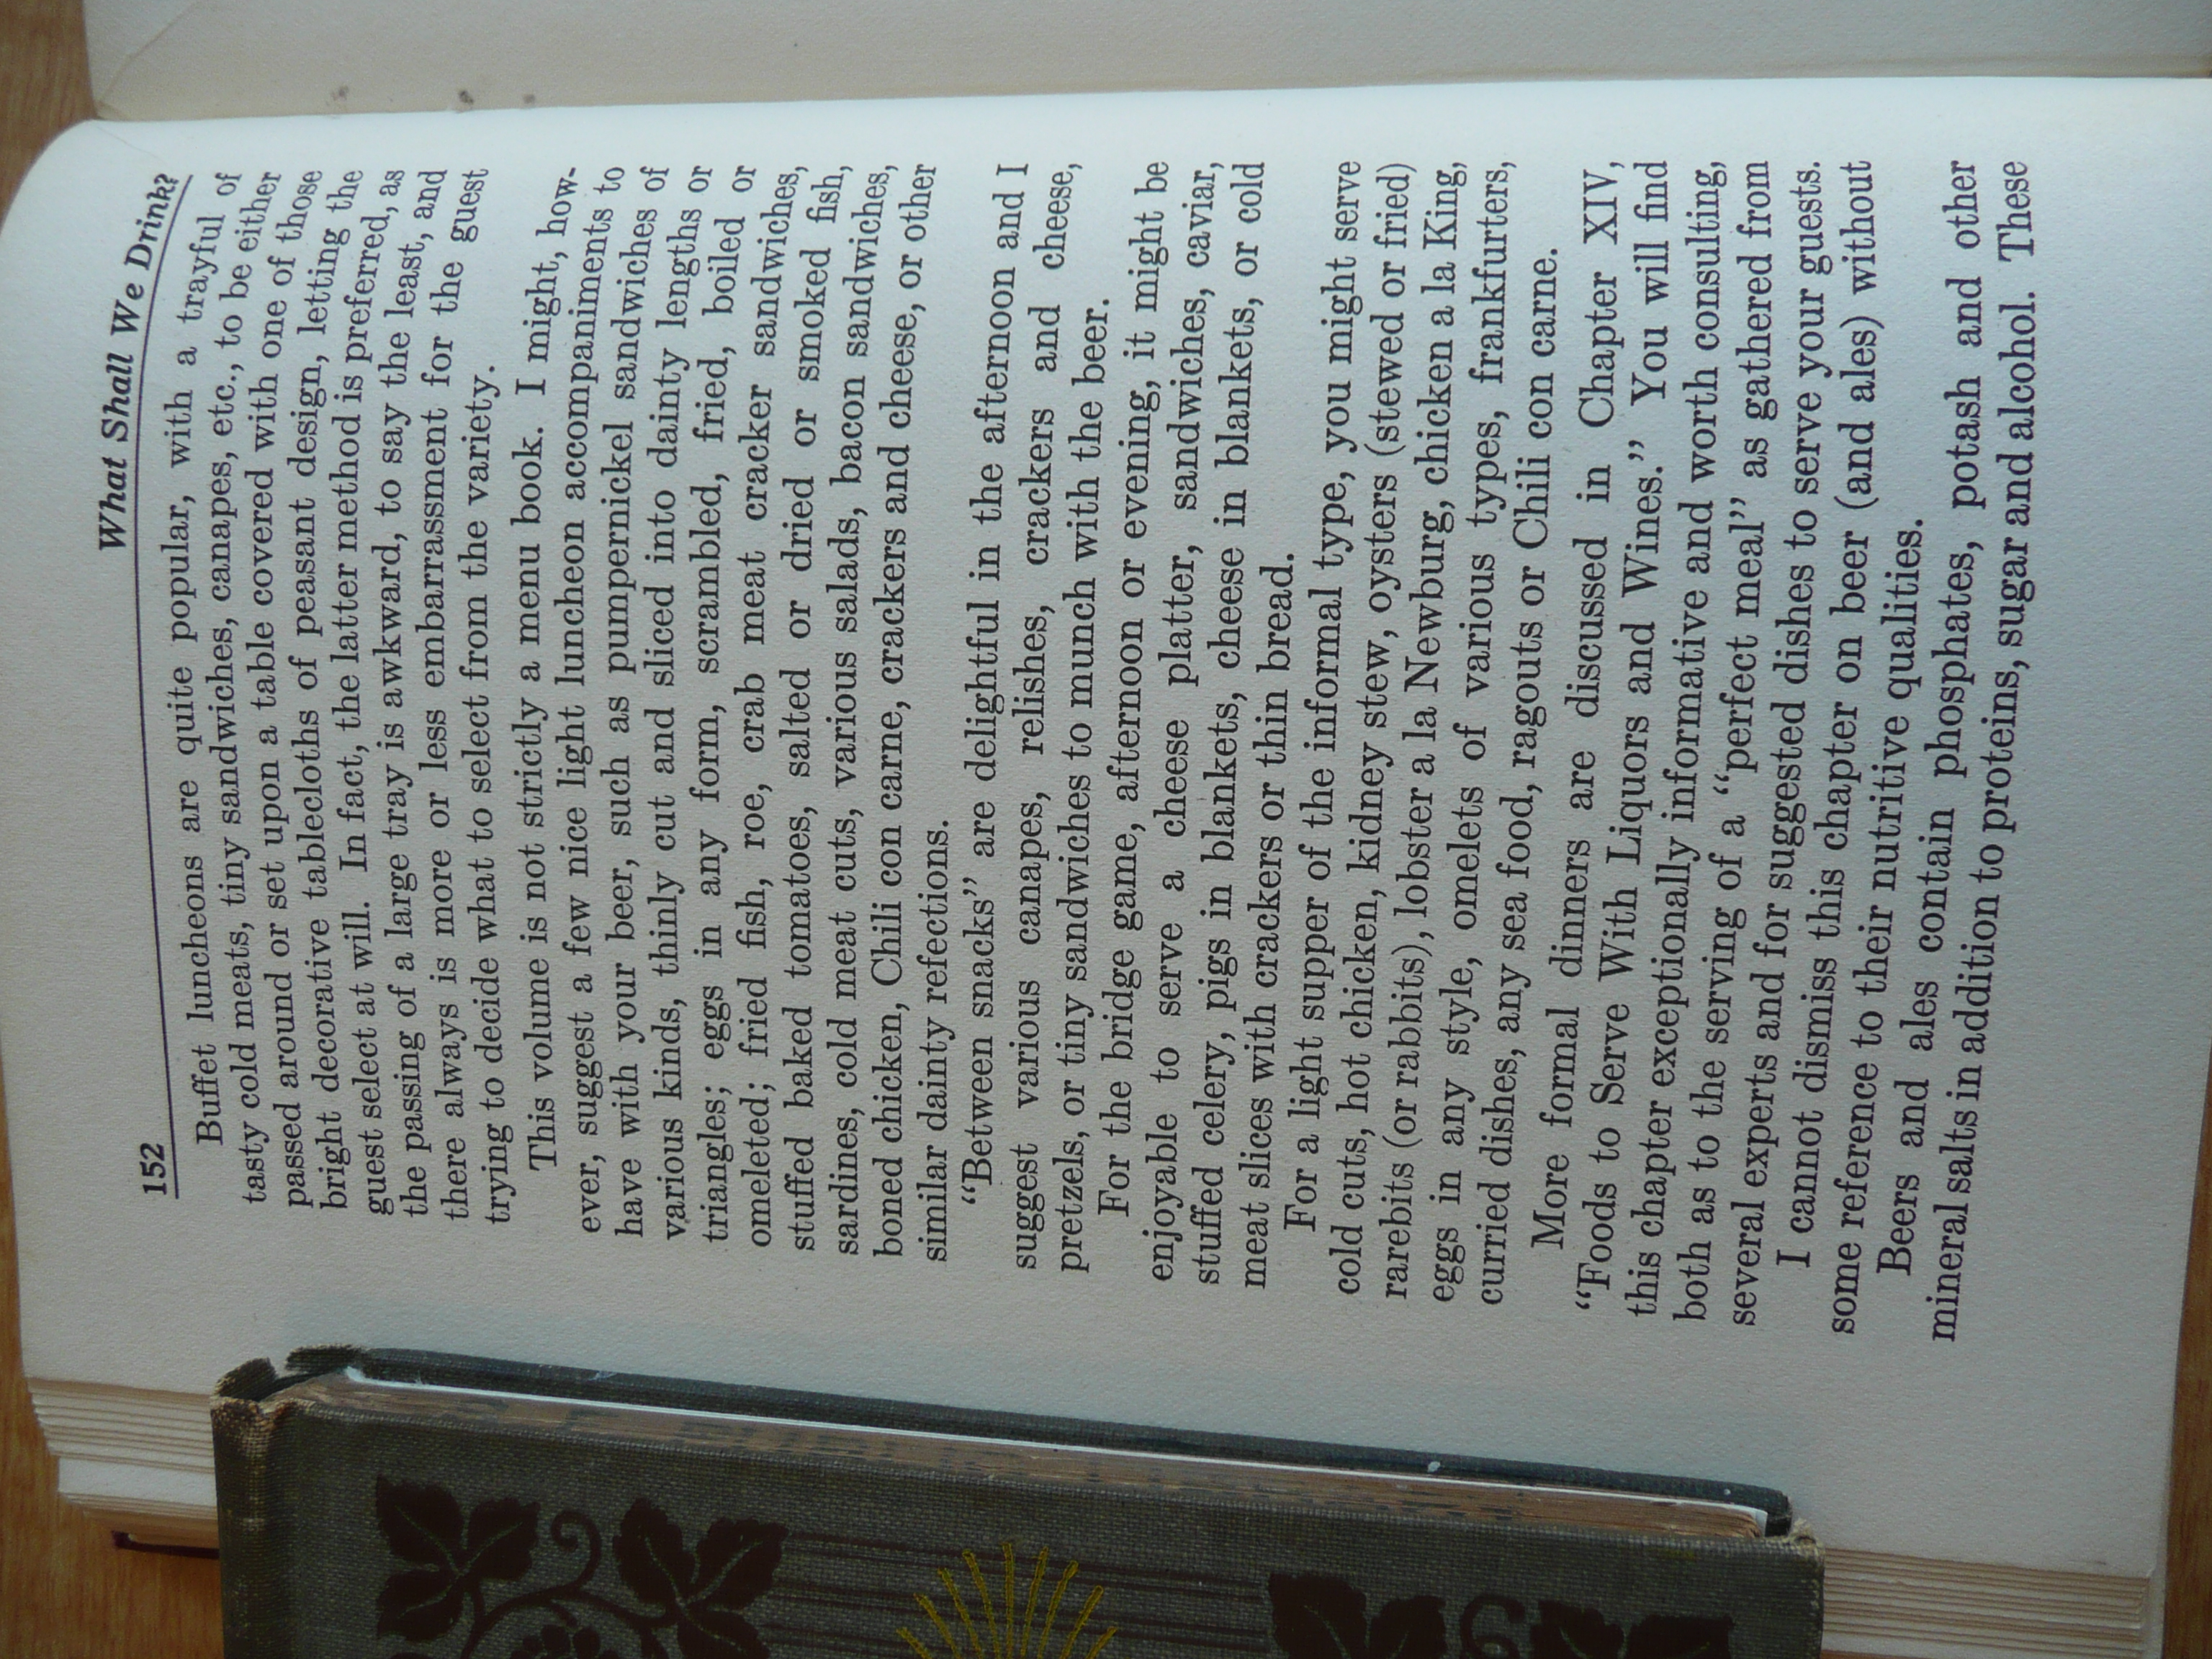 152 What Shall We Drink?
Buffet luncheons are quite popular, with a trayful of
tasty cold meats, tiny sandwiches, canapes, etc., to be either
passed around or set upon a table covered with one of those
bright decorative tablecloths of peasant design, letting the
guest select at will. In fact, the latter method is preferred, as
the passing of a large tray is awkward, to say the least, and
there always is more or less embarrassment for the guest
trying to decide what to select from the variety.
This volume is not strictly a menu book. I might, how-
ever, suggest a few nice light luncheon accompaniments to
have with your beer, such as pumpernickel sandwiches of
various kinds, thinly cut and sliced into dainty lengths or
triangles; eggs in any form, scrambled, fried, boiled or
omeleted; fried fish, roe, crab meat cracker sandwiches,
stuffed baked tomatoes, salted or dried or smoked fish,
sardines, cold meat cuts, various salads, bacon sandwiches,
boned chicken, Chili con carne, crackers and cheese, or other
similar dainty refections.
“Between snacks” are delightful in the afternoon and I
suggest various canapes, relishes, crackers and cheese,
pretzels, or tiny sandwiches to munch with the beer.
For the bridge game, afternoon or evening, it might be
enjoyable to serve a cheese platter, sandwiches, caviar,
stuffed celery, pigs in blankets, cheese in blankets, or cold
meat slices with crackers or thin bread.
For a light supper of the informal type, you might serve
cold cuts, hot chicken, kidney stew, oysters (stewed or fried)
rarebits (or rabbits), lobster a la Newburg, chicken a la King,
eggs in any style, omelets of various types, frankfurters,
curried dishes, any sea food, ragouts or Chili con carne.
More formal dinners are discussed in Chapter XIV,
“Foods to Serve With Liquors and Wines.” You will find
this chapter exceptionally informative and worth consulting,
both as to the serving of a “perfect meal” as gathered from
several experts and for suggested dishes to serve your guests.
I cannot dismiss this chapter on beer (and ales) without
some reference to their nutritive qualities.
Beers and ales contain phosphates, potash and other
mineral salts in addition to proteins, sugar and alcohol. These